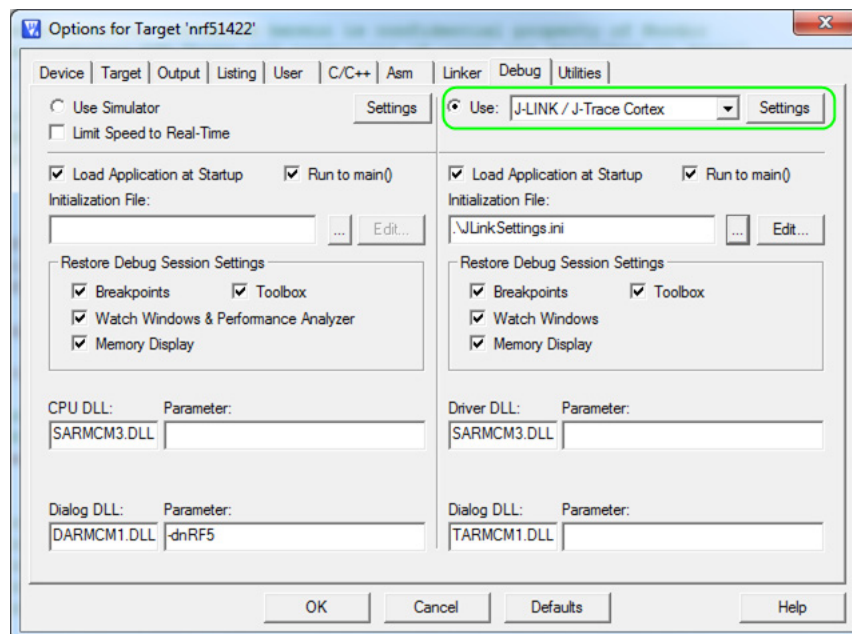 Options for Target 'nrf51422'
Device Target Output Listing User C/C++ Asm Linker Debug Utilities
Use Simulator Settings
Limit Speed to Real-Time
Use: J-LINK / J-Trace Cortex Settings
Load Application at Startup Run to main()
Initialization File:
... Edit...
Load Application at Startup Run to main()
Initialization File:
.\JLinkSettings.ini ... Edit...
Restore Debug Session Settings
Breakpoints Toolbox
Watch Windows & Performance Analyzer
Memory Display
Restore Debug Session Settings
Breakpoints Toolbox
Watch Windows
Memory Display
CPU DLL: Parameter:
SARMCM3.DLL
Driver DLL: Parameter:
SARMCM3.DLL
Dialog DLL: Parameter:
DARMCM1.DLL -dnRF5
Dialog DLL: Parameter:
TARMCM1.DLL
OK Cancel Defaults Help